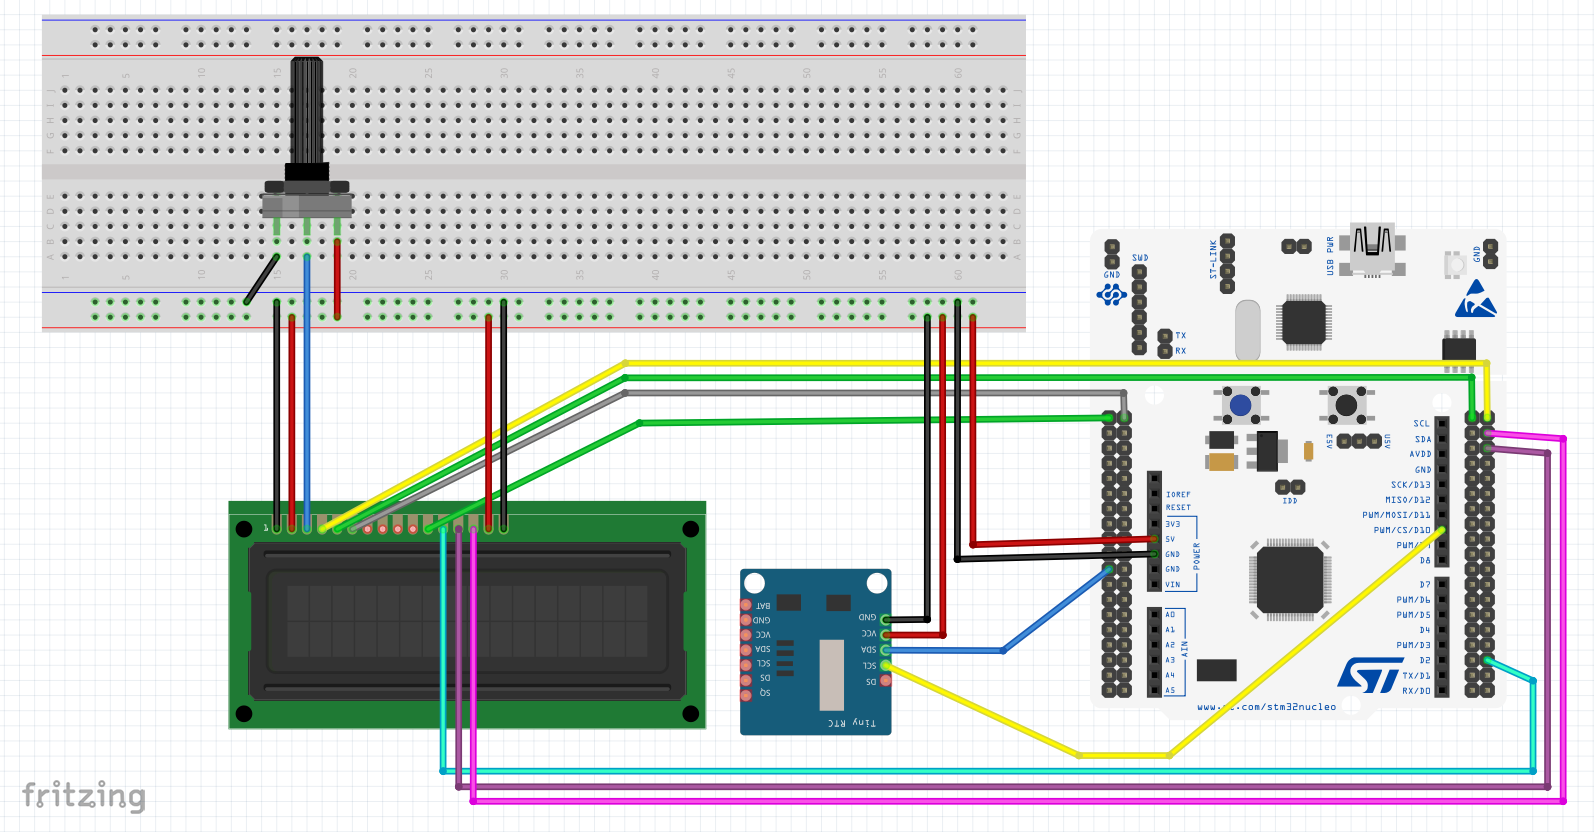 1 5 10 15 20 25 30 35 40 45 50 55 60
J J
I I
H H
G G
F F
E E
D D
C C
B B
A A
1 5 10 15 20 25 30 35 40 45 50 55 60
GND
SWD
ST-LINK
USB PWR
GND
TX
RX
E5V
U5V
IDD
IOREF
RESET
3V3
5V
GND
GND
VIN
POWER
A0
A1
A2
A3
A4
A5
AIN
SCL
SDA
AVDD
GND
SCK/D13
MISO/D12
PWM/MOSI/D11
PWM/CS/D10
D8
D7
PWM/D6
PWM/D5
D4
PWM/D3
D2
TX/D1
RX/D0
www.st.com/stm32nucleo
1
BAT
GND
VCC
SDA
SCL
DS
SQ
GND
VCC
SDA
SCL
DS
Tiny RTC
fritzing